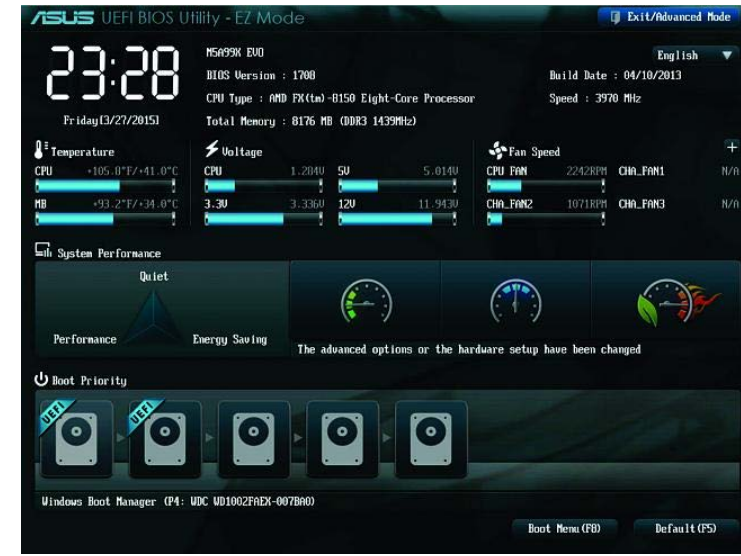 ASUS UEFI BIOS Utility - EZ Mode
Exit/Advanced Mode
23:28
Friday[3/27/2015]
M5A99X EVO
English
BIOS Version : 1708
Build Date : 04/10/2013
CPU Type : AMD FX(tm)-8150 Eight-Core Processor
Speed : 3970 MHz
Total Memory : 8176 MB (DDR3 1439MHz)
Temperature
CPU +105.8°F/+41.0°C
MB +93.2°F/+34.0°C
Voltage
CPU 1.284V 5V 5.014V
3.3V 3.336V 12V 11.943V
Fan Speed
+
CPU_FAN 2242RPM CHA_FAN1 N/A
CHA_FAN2 1071RPM CHA_FAN3 N/A
System Performance
Quiet
Performance
Energy Saving
The advanced options or the hardware setup have been changed
Boot Priority
UEFI
UEFI
Windows Boot Manager (P4: WDC WD1002FAEX-007BA0)
Boot Menu(F8)
Default(F5)